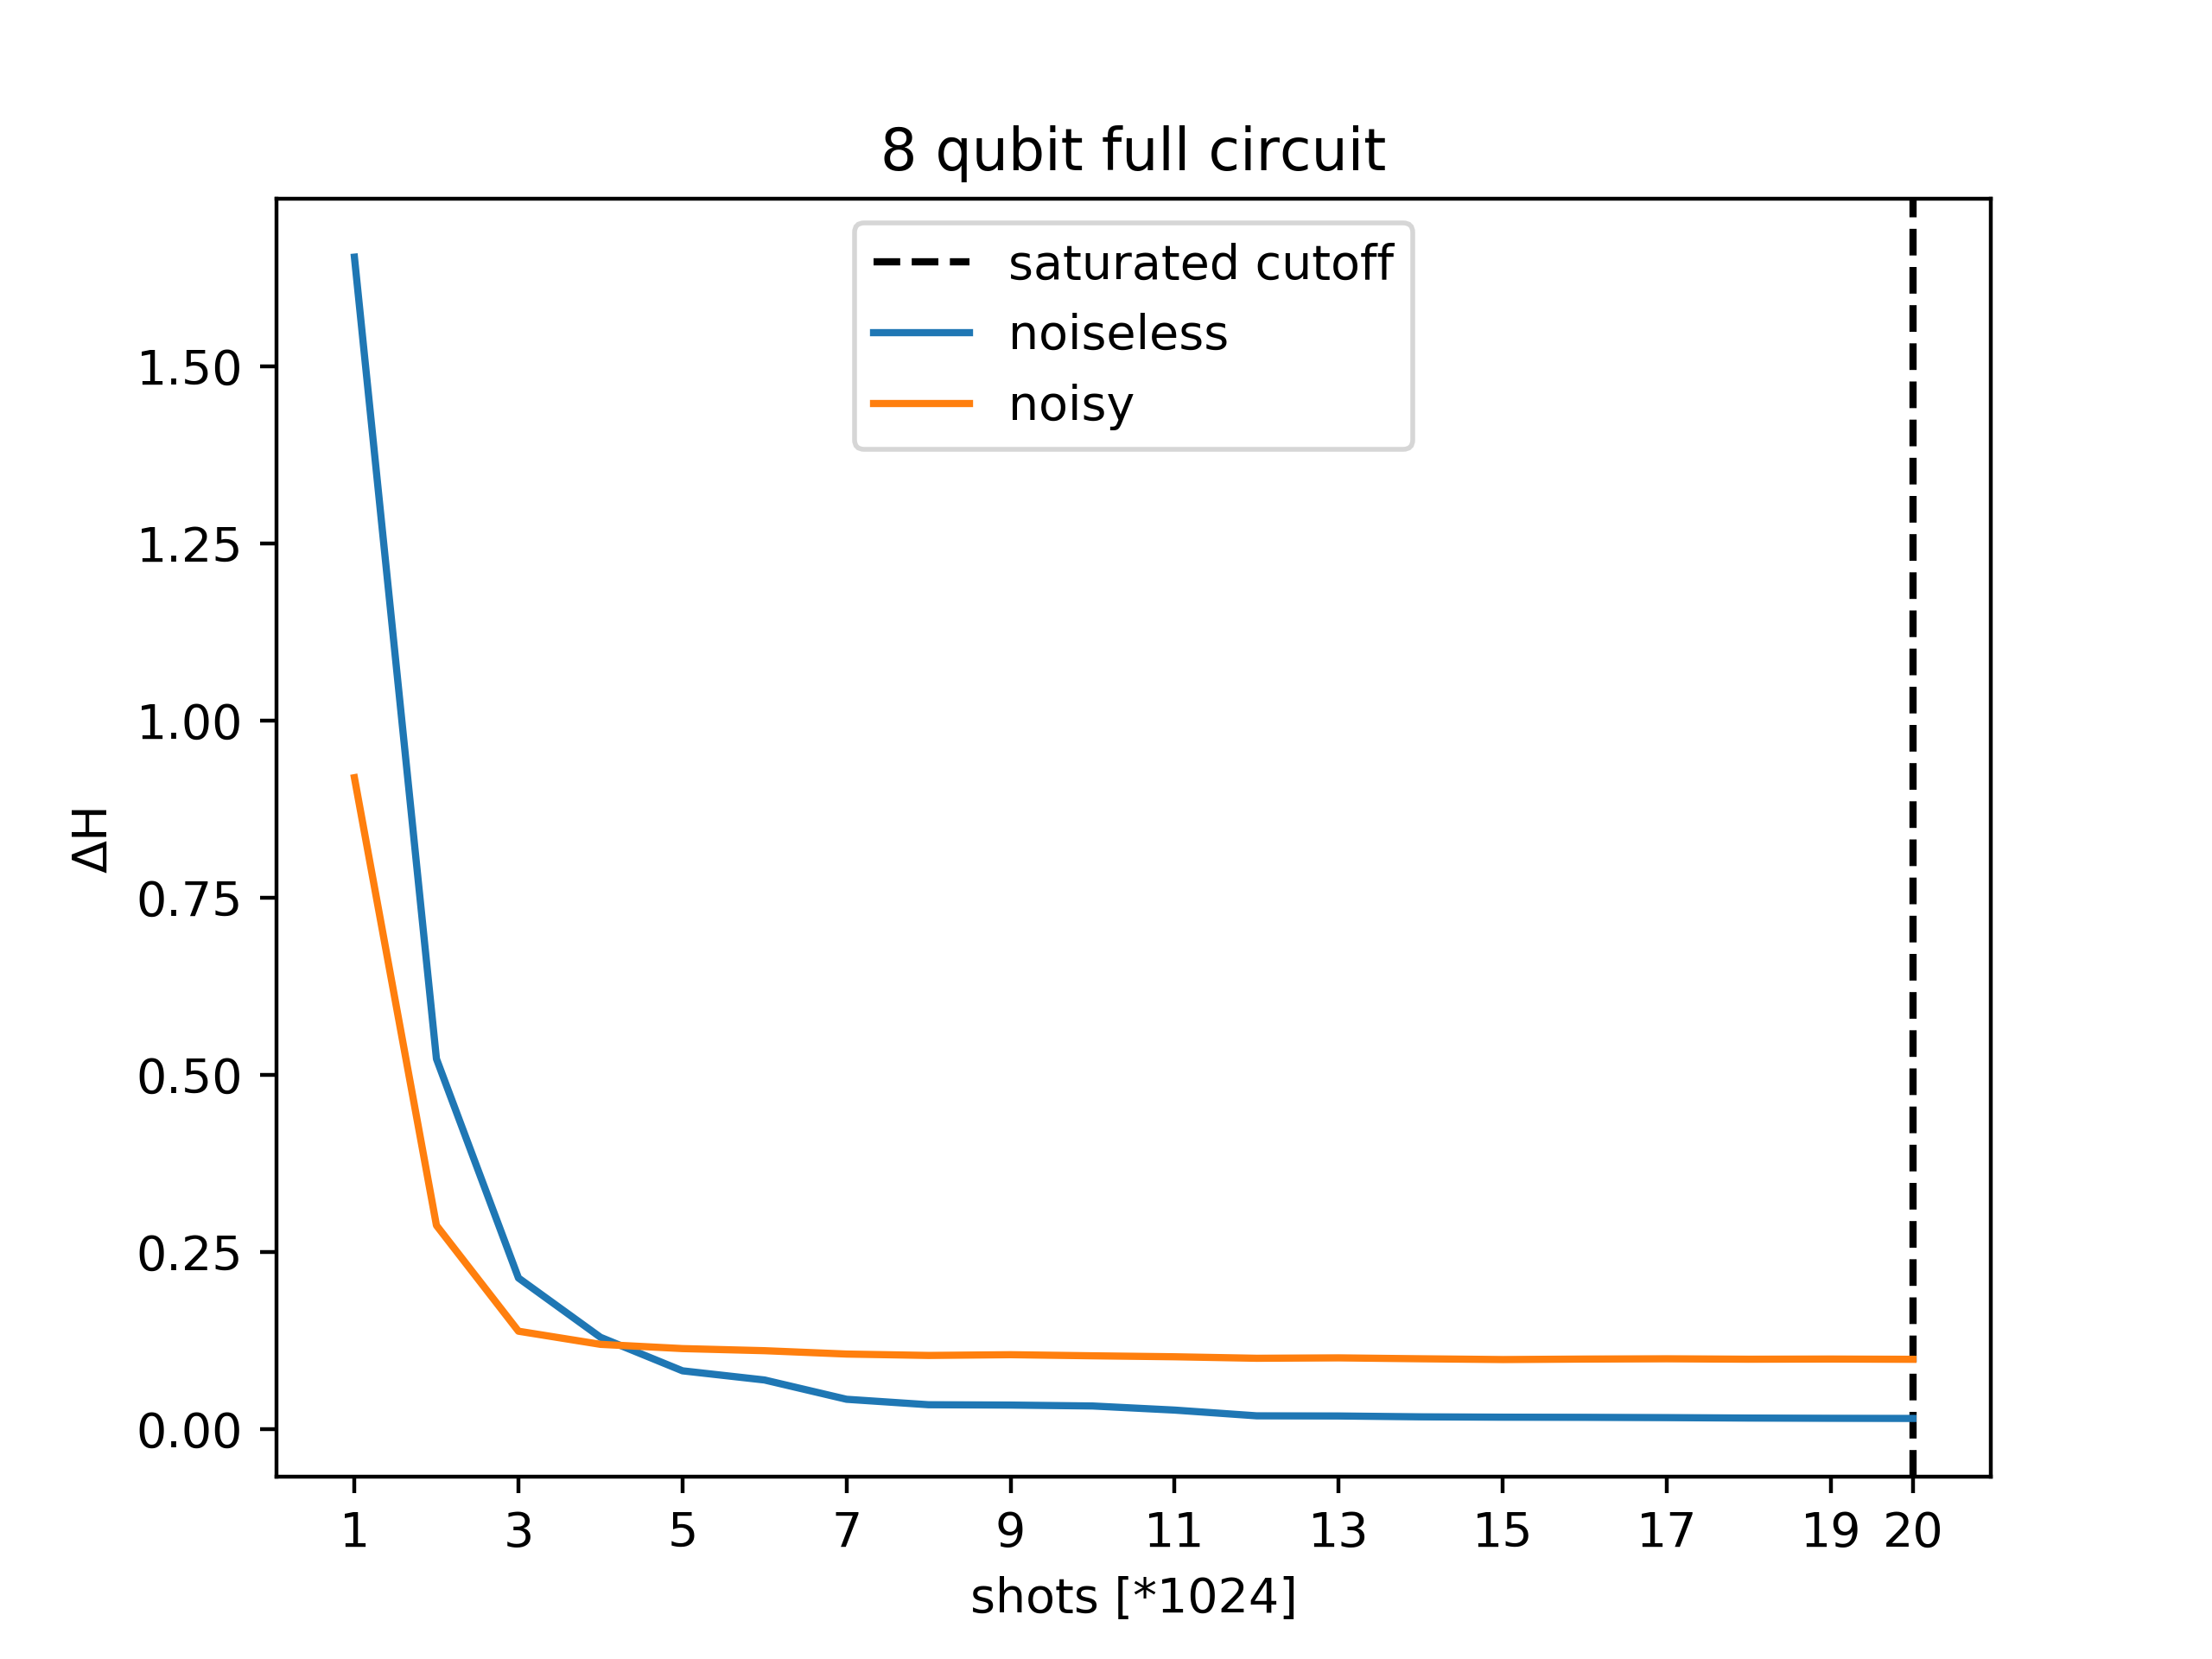 8 qubit full circuit
saturated cutoff
noiseless
noisy
ΔH
1.50
1.25
1.00
0.75
0.50
0.25
0.00
1 3 5 7 9 11 13 15 17 19 20
shots [*1024]